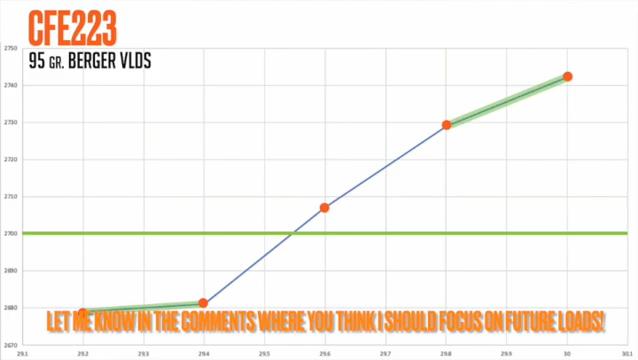 CFE223
95 GR. BERGER VLDS
2750
2740
2730
2720
2710
2700
2690
2680
2670
LET ME KNOW IN THE COMMENTS WHERE YOU THINK I SHOULD FOCUS ON FUTURE LOADS!
29.1 29.2 29.3 29.4 29.5 29.6 29.7 29.8 29.9 30 30.1